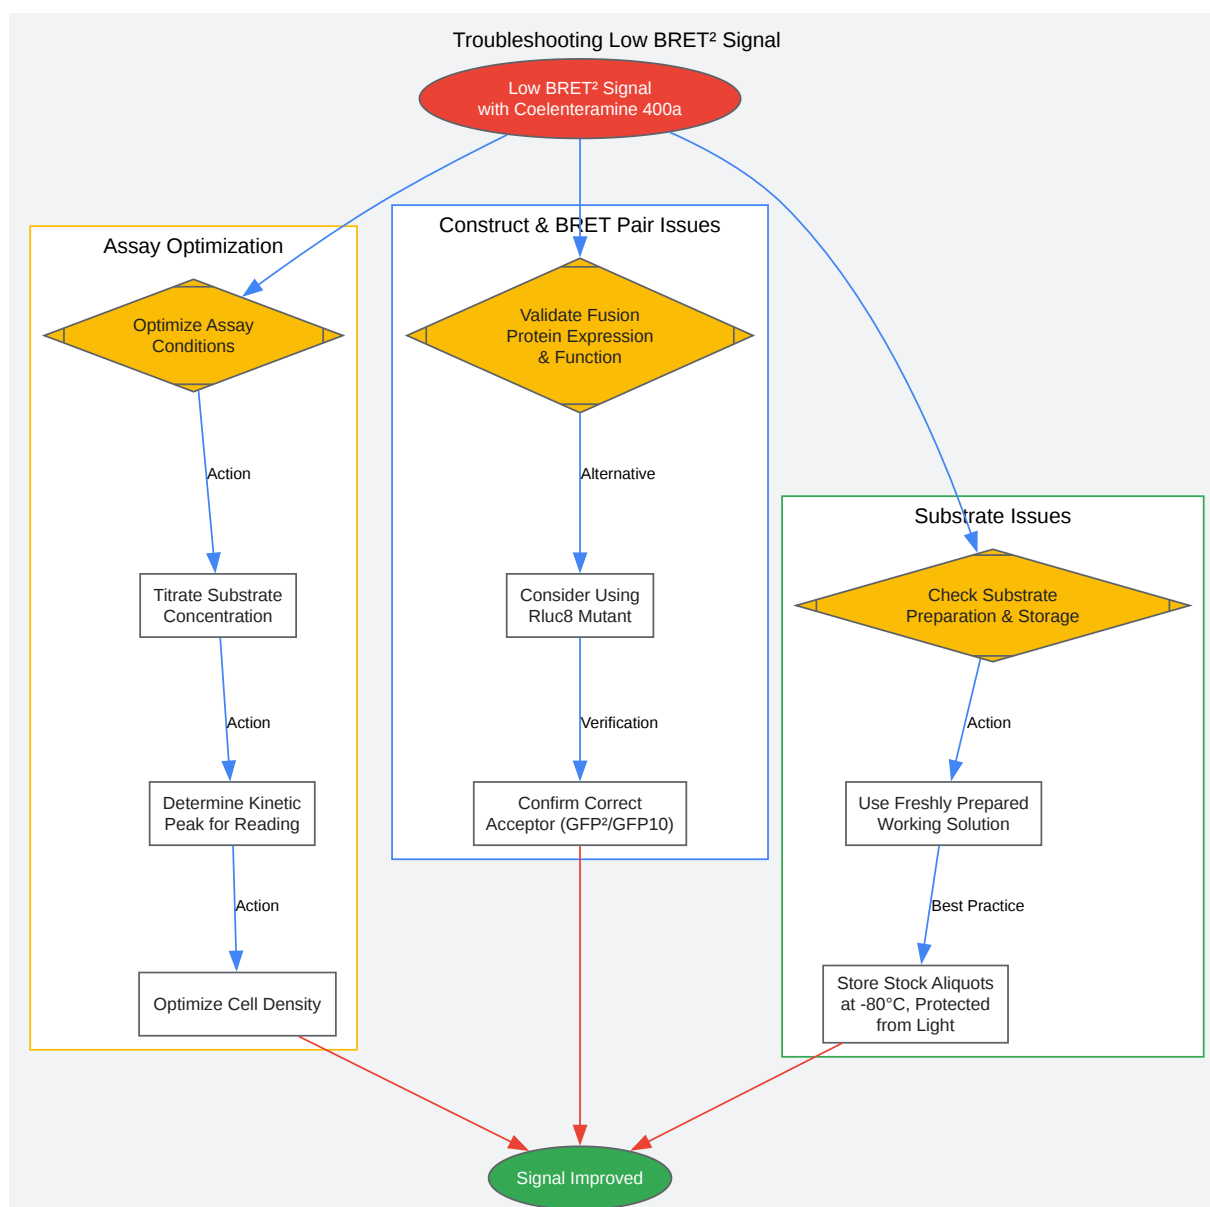 Troubleshooting Low BRET² Signal
Low BRET² Signal
with Coelenteramine 400a
Assay Optimization
Optimize Assay
Conditions
Action
Titrate Substrate
Concentration
Action
Determine Kinetic
Peak for Reading
Action
Optimize Cell Density
Construct & BRET Pair Issues
Validate Fusion
Protein Expression
& Function
Alternative
Consider Using
Rluc8 Mutant
Verification
Confirm Correct
Acceptor (GFP²/GFP10)
Substrate Issues
Check Substrate
Preparation & Storage
Action
Use Freshly Prepared
Working Solution
Best Practice
Store Stock Aliquots
at -80°C, Protected
from Light
Signal Improved